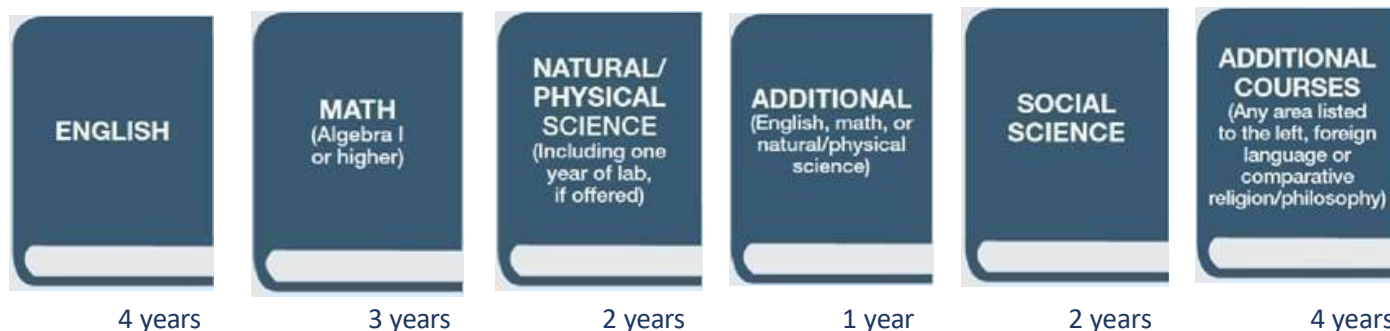 ENGLISH
MATH
(Algebra I
or higher)
NATURAL/
PHYSICAL
SCIENCE
(Including one
year of lab,
if offered)
ADDITIONAL
(English, math, or
natural/physical
science)
SOCIAL
SCIENCE
ADDITIONAL
COURSES
(Any area listed
to the left, foreign
language or
comparative
religion/philosophy)
4 years
3 years
2 years
1 year
2 years
4 years